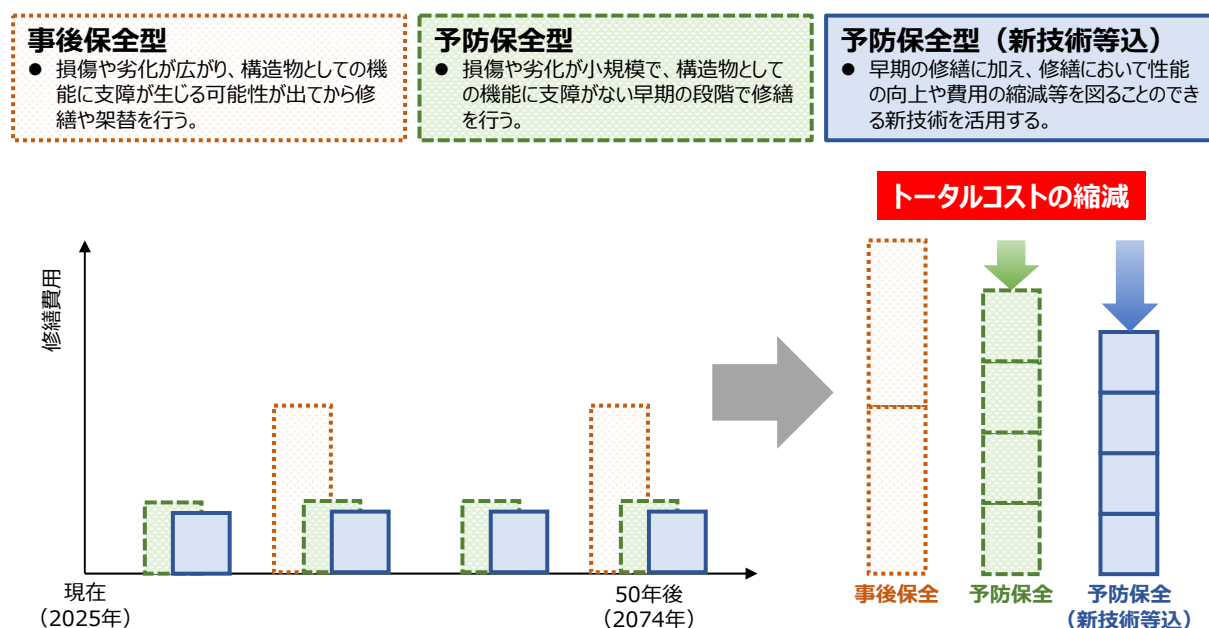 事後保全型
● 損傷や劣化が広がり、構造物としての機
能に支障が生じる可能性が出てから修
繕や架替を行う。
予防保全型
● 損傷や劣化が小規模で、構造物として
の機能に支障がない早期の段階で修繕
を行う。
予防保全型（新技術等込）
● 早期の修繕に加え、修繕において性能
の向上や費用の縮減等を図ることのでき
る新技術を活用する。
トータルコストの縮減
修繕費用
現在
（2025年）
50年後
（2074年）
事後保全
予防保全
予防保全
（新技術等込）